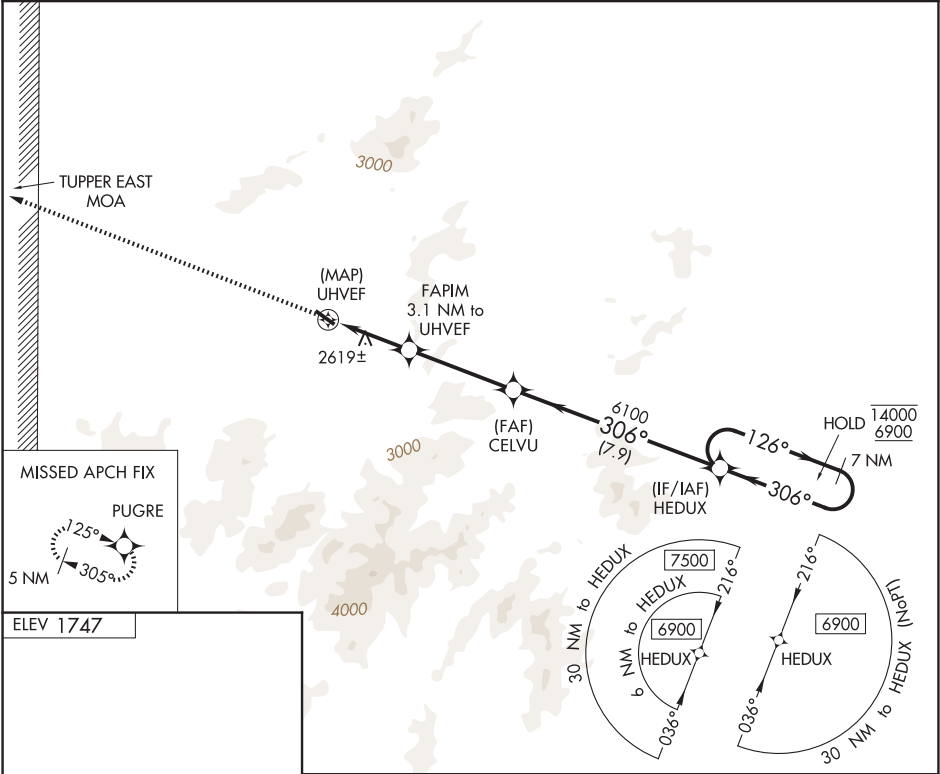 3000
TUPPER EAST
MOA
(MAP)
UHVEF
FAPIM
3.1 NM to
UHVEF
2619±
(FAF)
CELVU
6100
306°
(7.9)
HOLD
14000
6900
126°
7 NM
306°
(IF/IAF)
HEDUX
3000
4000
MISSED APCH FIX
PUGRE
125°
305°
5 NM
ELEV 1747
30 NM to HEDUX
7500
216°
6 NM to HEDUX
6900
HEDUX
036°
216°
6900
HEDUX
036°
30 NM to HEDUX (NoPT)